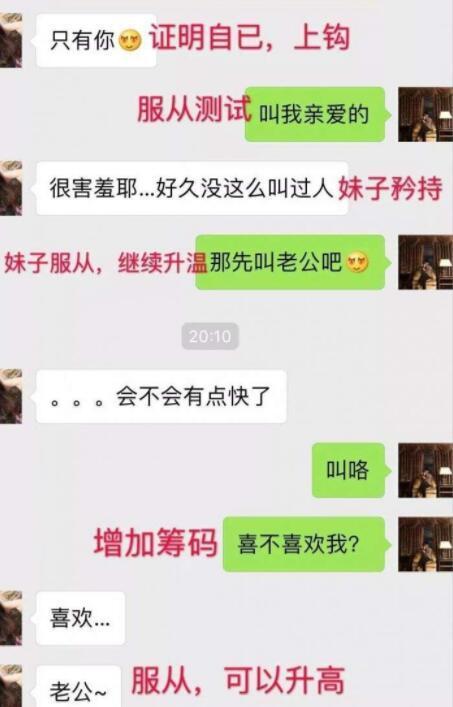 只有你 证明自已，上钩
服从测试 叫我亲爱的
很害羞耶...好久没这么叫过人 妹子矜持
妹子服从，继续升温 那先叫老公吧
20:10
。。。会不会有点快了
叫咯
增加筹码 喜不喜欢我？
喜欢...
老公~ 服从，可以升高